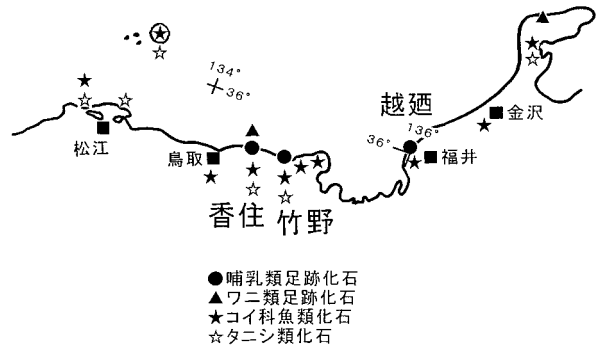 134°
36°
越廼
136°
36°
金沢
福井
松江
鳥取
香住
竹野
●哺乳類足跡化石
▲ワニ類足跡化石
★コイ科魚類化石
☆タニシ類化石